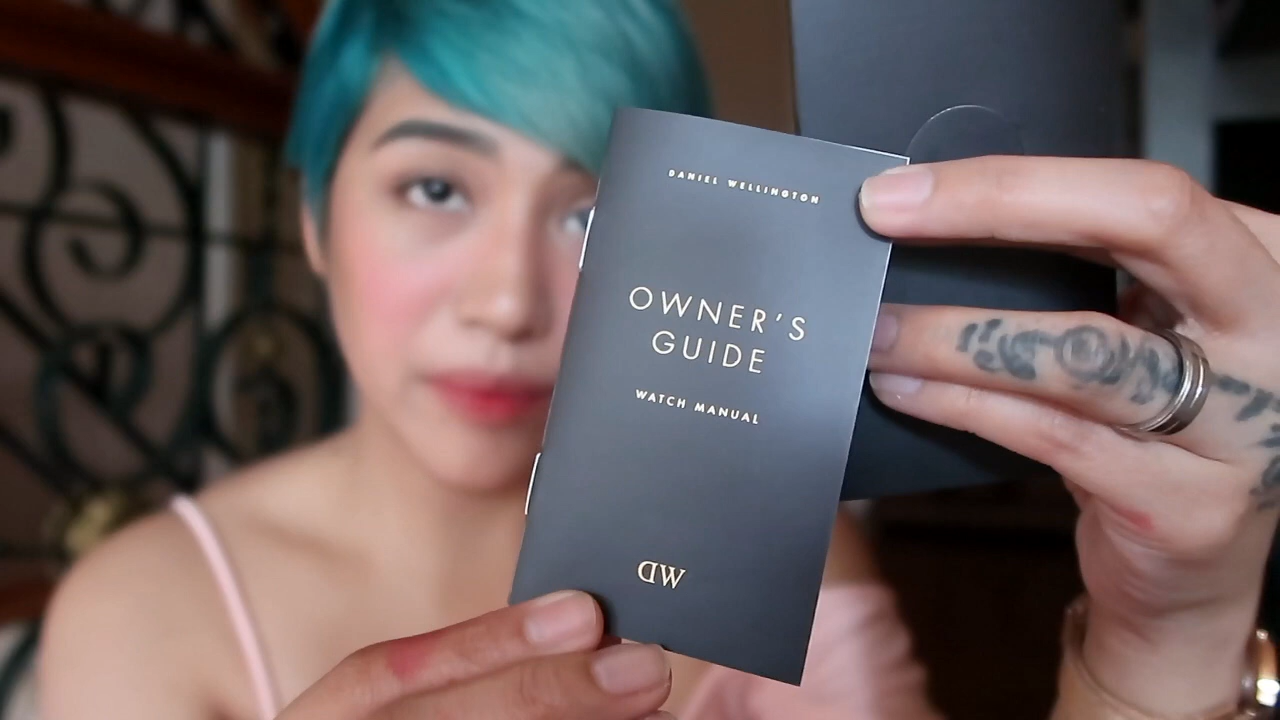 DANIEL WELLINGTON
OWNER'S
GUIDE
WATCH MANUAL
DW